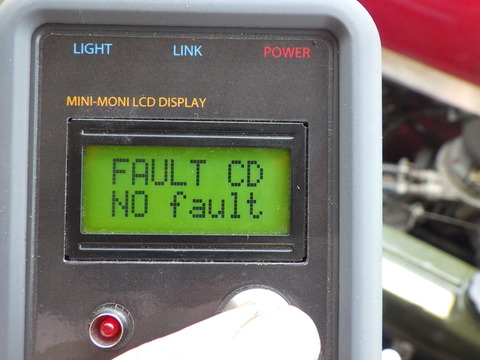 LIGHT LINK POWER
MINI-MONI LCD DISPLAY
FAULT CD
NO fault